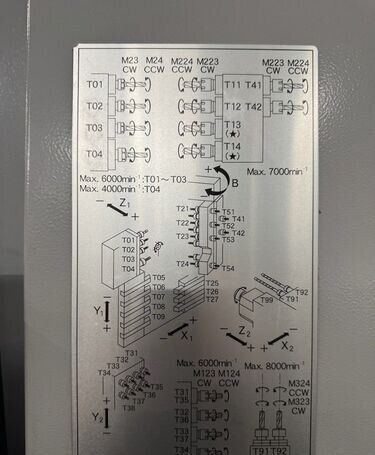 M23 M24 M224 M223 M223 M224
CW CCW CCW CW CW CCW
T01 T11 T41
T02 T12 T42
T03 T13
(★)
T04 T14
(★)
Max. 6000min⁻¹:T01～T03 + Max. 7000min⁻¹
Max. 4000min⁻¹:T04 B
− Z₁ +
T21 T51
T41
T22 T52
T42
T23 T53
T24 T54
T01
T02
T03
T04
T05
T06 T25
T07 T26
T08 T27
T09
T92
T99 T91
+ Y₁ −
− X₁ +
− Z₂ +
− X₂ +
T31
T32
T33
T34 T35
T36
T37
T38
+ Y₂ −
Max. 6000min⁻¹ Max. 8000min⁻¹
M123 M124 M324
CW CCW CCW
M323
CW
T31
T35
T32
T36
T33
T37
T34
T38
T91 T92